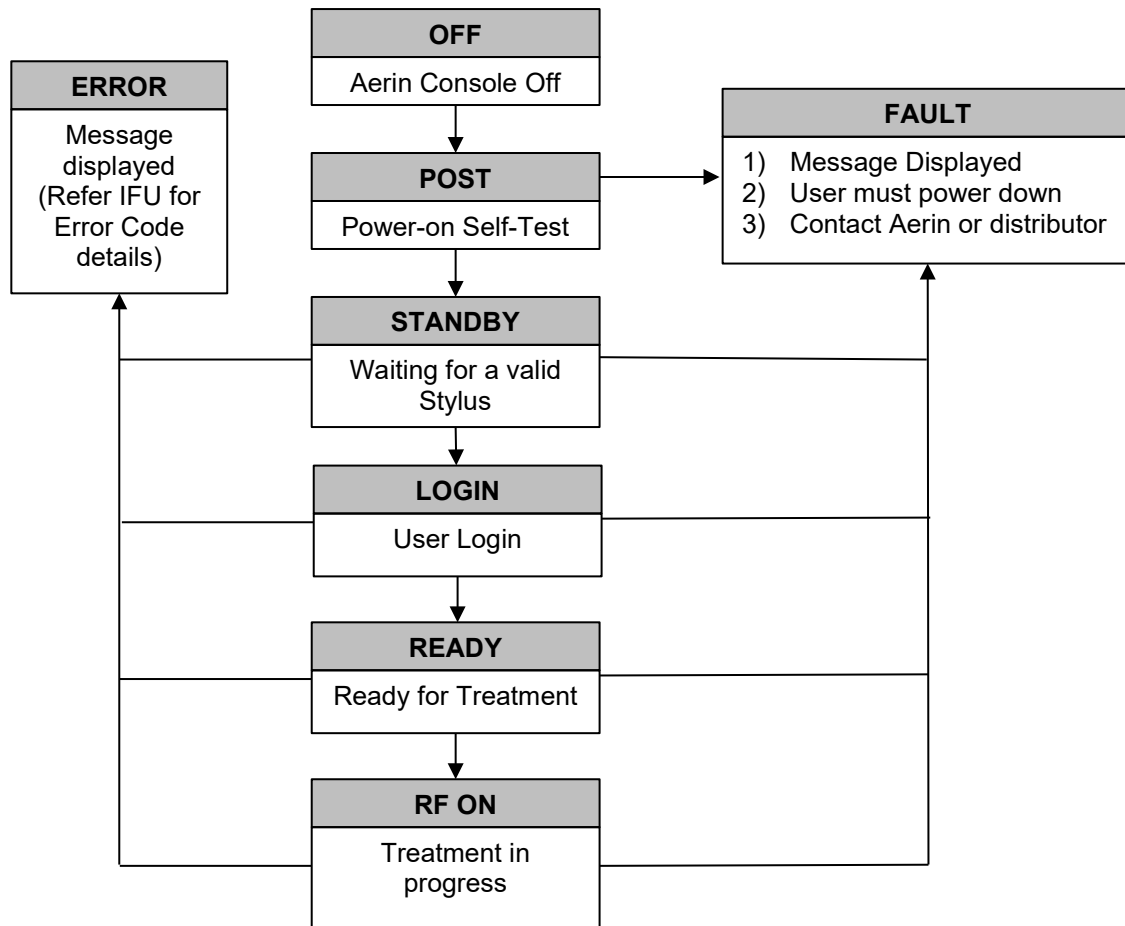 OFF
Aerin Console Off
ERROR
Message
displayed
(Refer IFU for
Error Code
details)
FAULT
1) Message Displayed
2) User must power down
3) Contact Aerin or distributor
POST
Power-on Self-Test
STANDBY
Waiting for a valid
Stylus
LOGIN
User Login
READY
Ready for Treatment
RF ON
Treatment in
progress